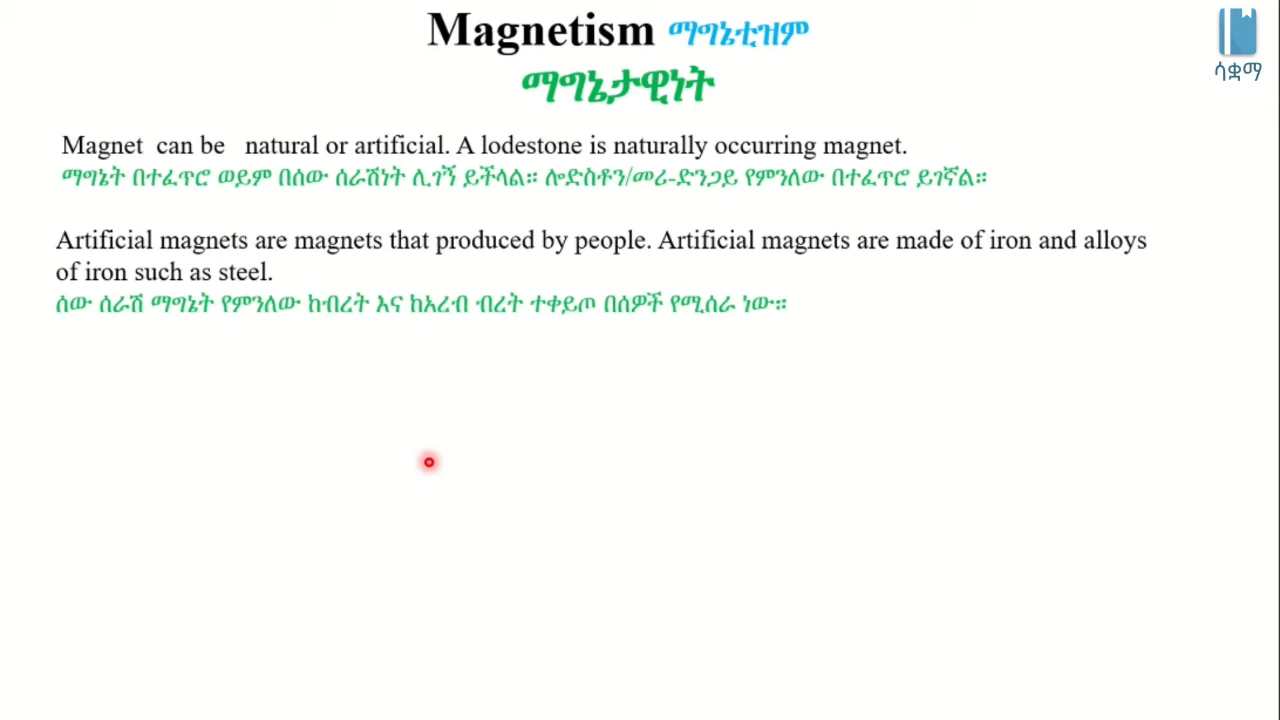 Magnetism ማግኔቲዝም
ማግኔታዊነት
ሳቋማ
Magnet can be natural or artificial. A lodestone is naturally occurring magnet.
ማግኔት በተፈጥሮ ወይም በሰው ሰራሽነት ሊገኝ ይችላል። ሎድስቶን/መሪ-ድንጋይ የምንለው በተፈጥሮ ይገኛል።
Artificial magnets are magnets that produced by people. Artificial magnets are made of iron and alloys
of iron such as steel.
ሰው ሰራሽ ማግኔት የምንለው ከብረት እና ከአረብ ብረት ተቀይጦ በሰዎች የሚሰራ ነው።